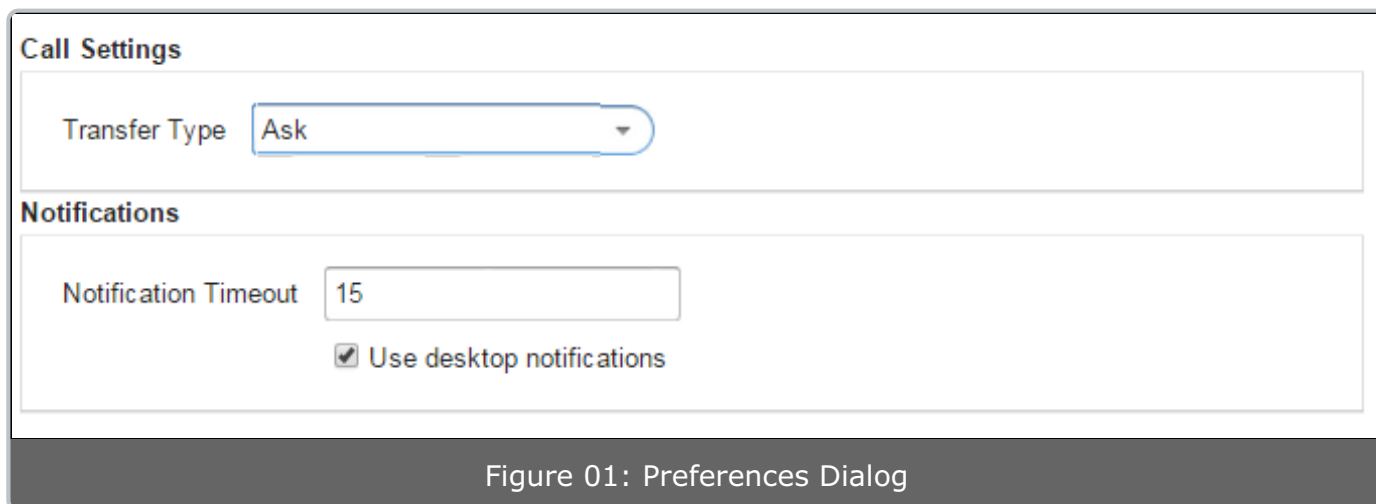 Call Settings
Transfer Type Ask
Notifications
Notification Timeout 15
Use desktop notifications
Figure 01: Preferences Dialog